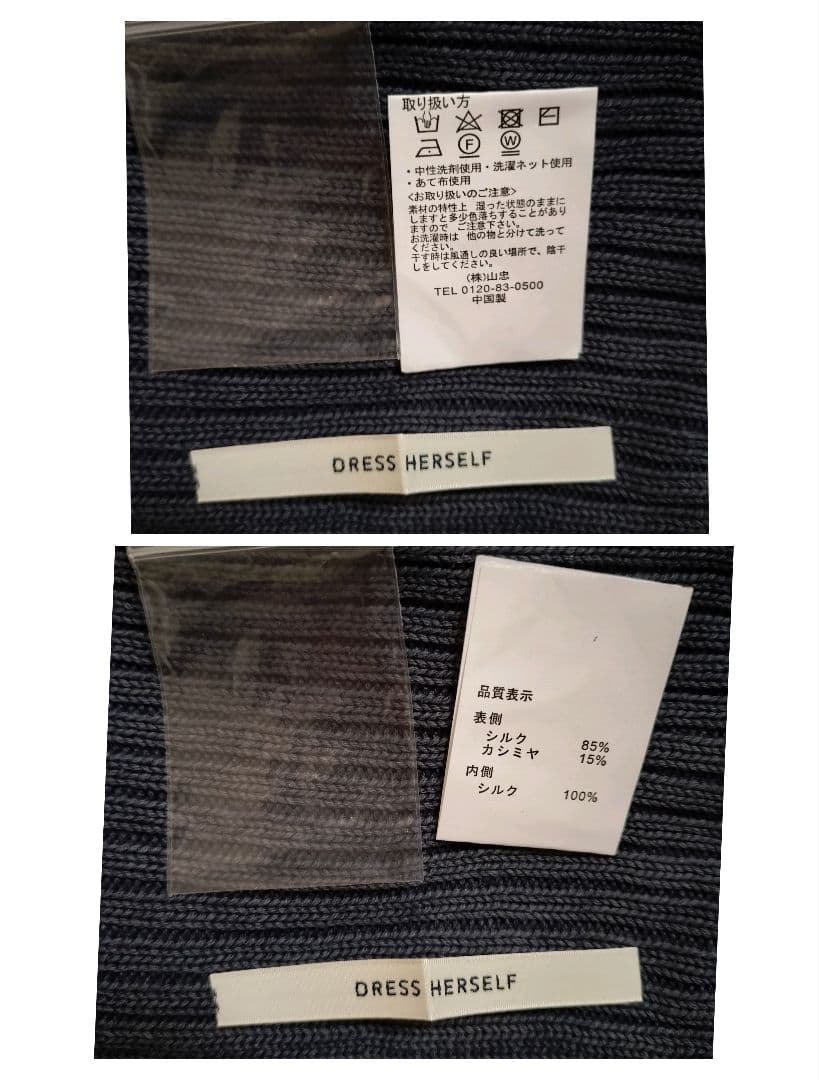 取り扱い方
F W
・中性洗剤使用・洗濯ネット使用
・あて布使用
<お取り扱いのご注意>
素材の特性上 湿った状態のままに
しますと多少色落ちすることがあり
ますので ご注意下さい。
お洗濯時は 他の物と分けて洗って
ください。
干す時は風通しの良い場所で、陰干
しをしてください。
(株)山忠
TEL 0120-83-0500
中国製
DRESS HERSELF
品質表示
表側
シルク 85%
カシミヤ 15%
内側
シルク 100%
DRESS HERSELF